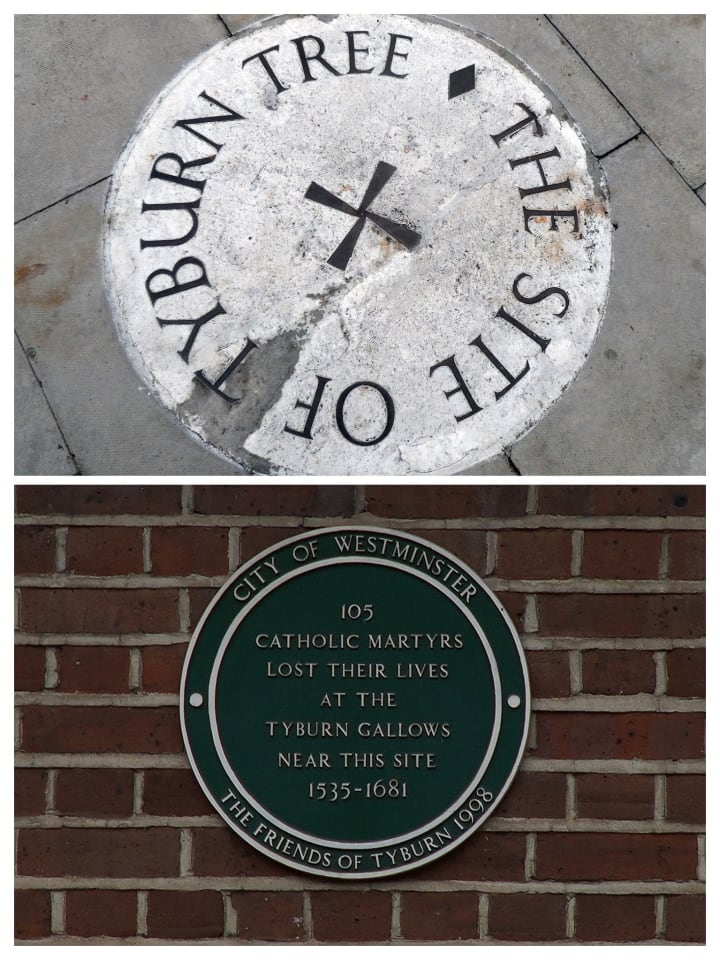 THE SITE OF TYBURN TREE
CITY OF WESTMINSTER
105
CATHOLIC MARTYRS
LOST THEIR LIVES
AT THE
TYBURN GALLOWS
NEAR THIS SITE
1535-1681
THE FRIENDS OF TYBURN 1998